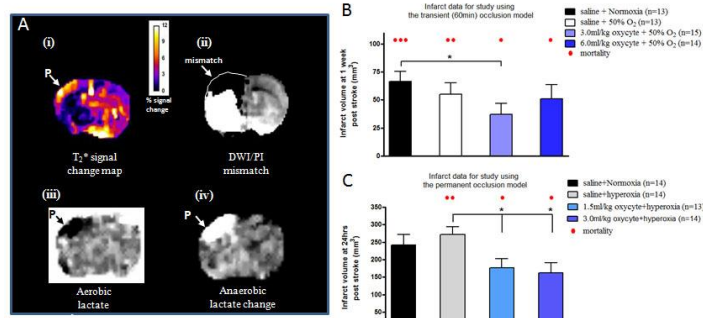 A
(i)
P
12
9
6
3
0
% signal
change
T2* signal
change map
(ii)
mismatch
DWI/PI
mismatch
(iii)
P
Aerobic
lactate
(iv)
P
Anaerobic
lactate change
B
Infarct data for study using
the transient (60min) occlusion model
saline + Normoxia (n=13)
saline + 50% O2 (n=13)
3.0ml/kg oxycyte + 50% O2 (n=15)
6.0ml/kg oxycyte + 50% O2 (n=14)
mortality
Infarct volume at 1 week
post stroke (mm3)
100
75
50
25
0
*
C
Infarct data for study using
the permanent occlusion model
saline+Normoxia (n=14)
saline+hyperoxia (n=14)
1.5ml/kg oxycyte+hyperoxia (n=13)
3.0ml/kg oxycyte+hyperoxia (n=14)
mortality
Infarct volume at 24hrs
post stroke (mm3)
350
300
250
200
150
100
50
*
*